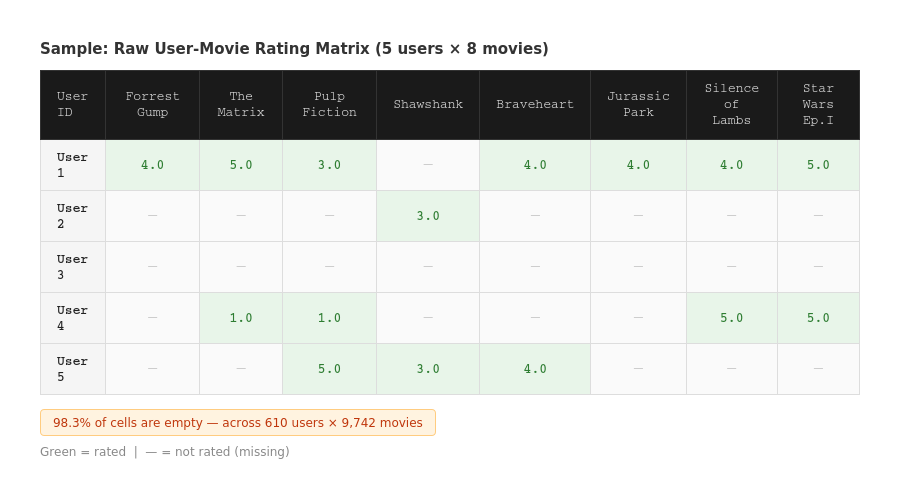 Sample: Raw User-Movie Rating Matrix (5 users × 8 movies)
User ID | Forrest Gump | The Matrix | Pulp Fiction | Shawshank | Braveheart | Jurassic Park | Silence of Lambs | Star Wars Ep.I
User 1 | 4.0 | 5.0 | 3.0 | — | 4.0 | 4.0 | 4.0 | 5.0
User 2 | — | — | — | 3.0 | — | — | — | —
User 3 | — | — | — | — | — | — | — | —
User 4 | — | 1.0 | 1.0 | — | — | — | 5.0 | 5.0
User 5 | — | — | 5.0 | 3.0 | 4.0 | — | — | —
98.3% of cells are empty — across 610 users × 9,742 movies
Green = rated | — = not rated (missing)